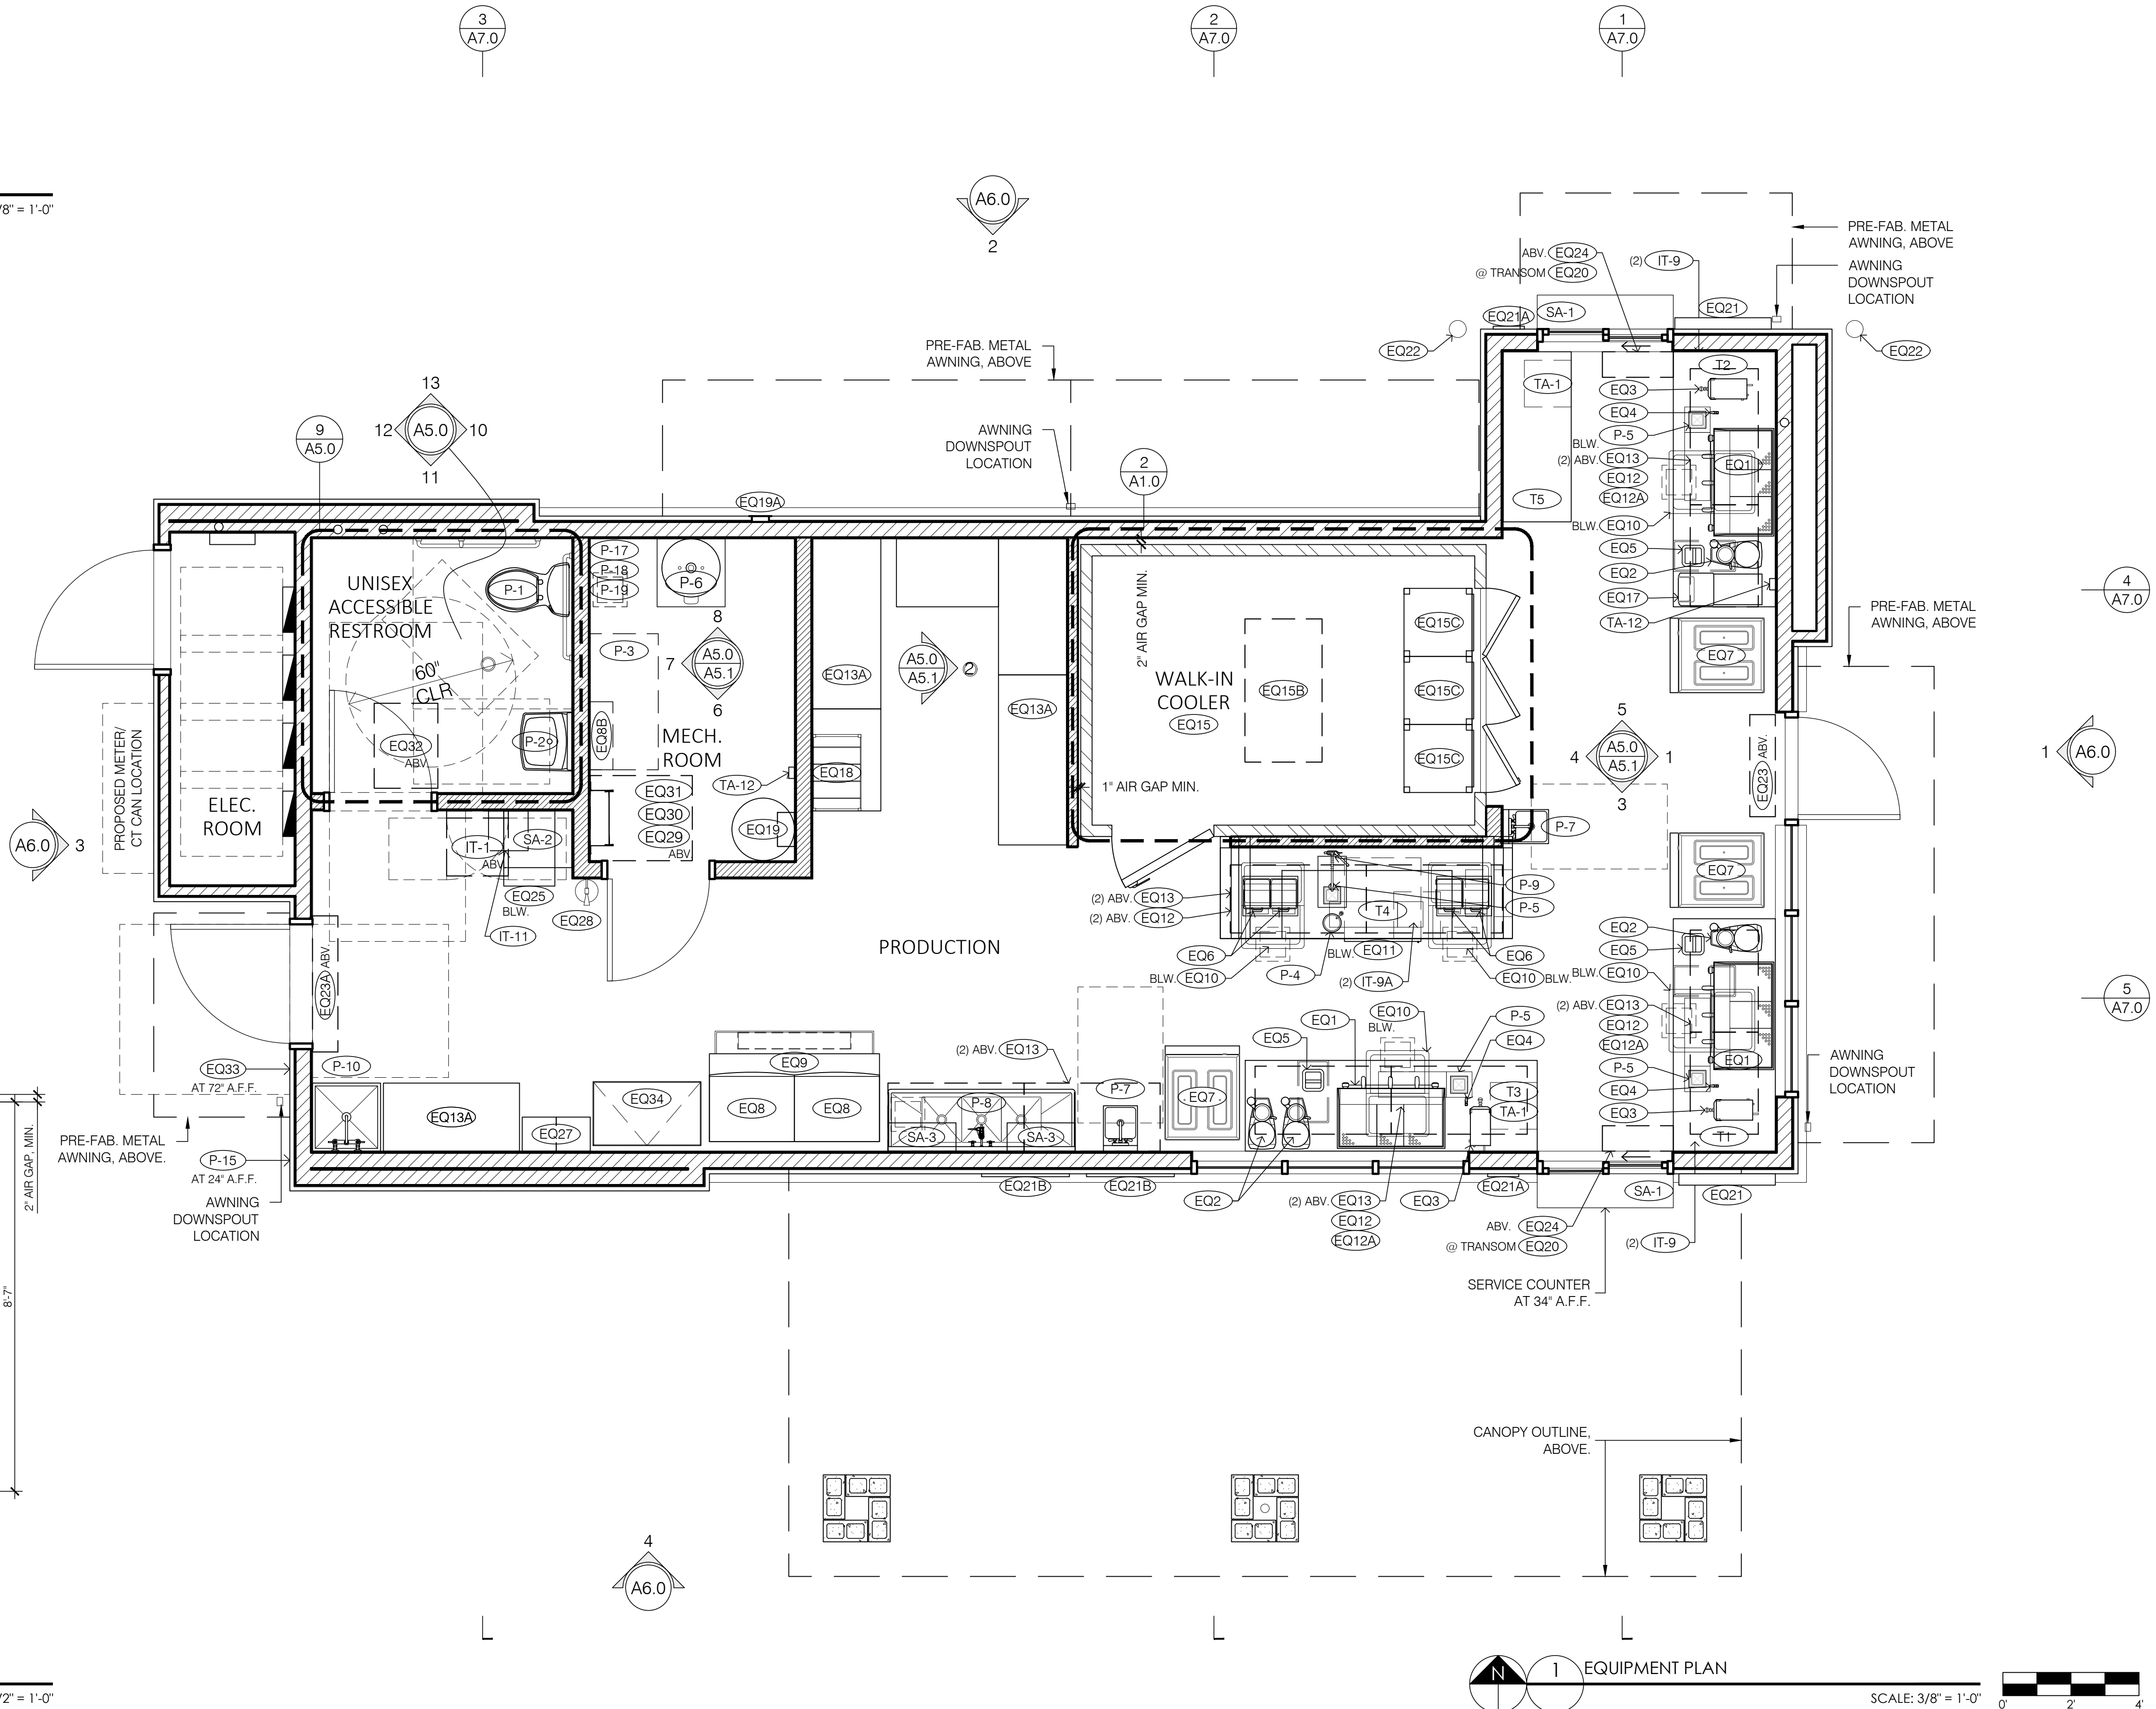 3
A7.0
2
A7.0
1
A7.0
/8" = 1'-0"
A6.0
2
PRE-FAB. METAL
AWNING, ABOVE
AWNING
DOWNSPOUT
LOCATION
ABV. EQ24
@ TRANSOM EQ20
(2) IT-9
EQ21A
SA-1
EQ21
EQ22
EQ22
PRE-FAB. METAL
AWNING, ABOVE
AWNING
DOWNSPOUT
LOCATION
13
12 A5.0 10
11
9
A5.0
2
A1.0
TA-1
T2
EQ3
EQ4
P-5
BLW.
(2) ABV. EQ13
EQ12
EQ12A
EQ1
BLW. EQ10
EQ5
EQ2
EQ17
TA-12
T5
EQ19A
4
A7.0
PRE-FAB. METAL
AWNING, ABOVE
UNISEX
ACCESSIBLE
RESTROOM
60"
CLR
P-1
P-17
P-18
P-19
P-6
P-3
8
7 A5.0
A5.1
6
EQ13A
A5.0
A5.1
2
EQ13A
2" AIR GAP MIN.
WALK-IN
COOLER
EQ15
EQ15B
EQ15C
EQ15C
EQ15C
EQ7
5
4 A5.0 1
A5.1
3
EQ23 ABV.
1 A6.0
P-2
EQ32
ABV.
EQ8B
MECH.
ROOM
TA-12
EQ31
EQ30
EQ29
ABV.
EQ19
EQ18
1" AIR GAP MIN.
P-7
PROPOSED METER/
CT CAN LOCATION
ELEC.
ROOM
A6.0 3
IT-1
ABV.
SA-2
EQ25
BLW.
IT-11
EQ28
EQ7
(2) ABV. EQ13
(2) ABV. EQ12
P-9
P-5
T4
EQ6
BLW. EQ11
EQ6
BLW. EQ10
P-4
(2) IT-9A
EQ10 BLW.
PRODUCTION
EQ2
EQ5
BLW. EQ10
(2) ABV. EQ13
EQ12
EQ12A
EQ1
P-5
EQ4
EQ3
T1
5
A7.0
AWNING
DOWNSPOUT
LOCATION
EQ23A ABV.
EQ33
AT 72" A.F.F.
P-10
EQ13A
EQ27
EQ34
EQ9
EQ8
EQ8
(2) ABV. EQ13
P-8
SA-3
SA-3
P-7
EQ7
EQ5
EQ1
EQ10
BLW.
P-5
EQ4
T3
TA-1
PRE-FAB. METAL
AWNING, ABOVE.
P-15
AT 24" A.F.F.
AWNING
DOWNSPOUT
LOCATION
2" AIR GAP, MIN.
8'-7"
EQ21B
EQ21B
EQ2
(2) ABV. EQ13
EQ12
EQ12A
EQ3
EQ21A
SA-1
EQ21
ABV. EQ24
@ TRANSOM EQ20
(2) IT-9
SERVICE COUNTER
AT 34" A.F.F.
CANOPY OUTLINE,
ABOVE.
4
A6.0
N
1
EQUIPMENT PLAN
SCALE: 3/8" = 1'-0"
0' 2' 4'
/2" = 1'-0"